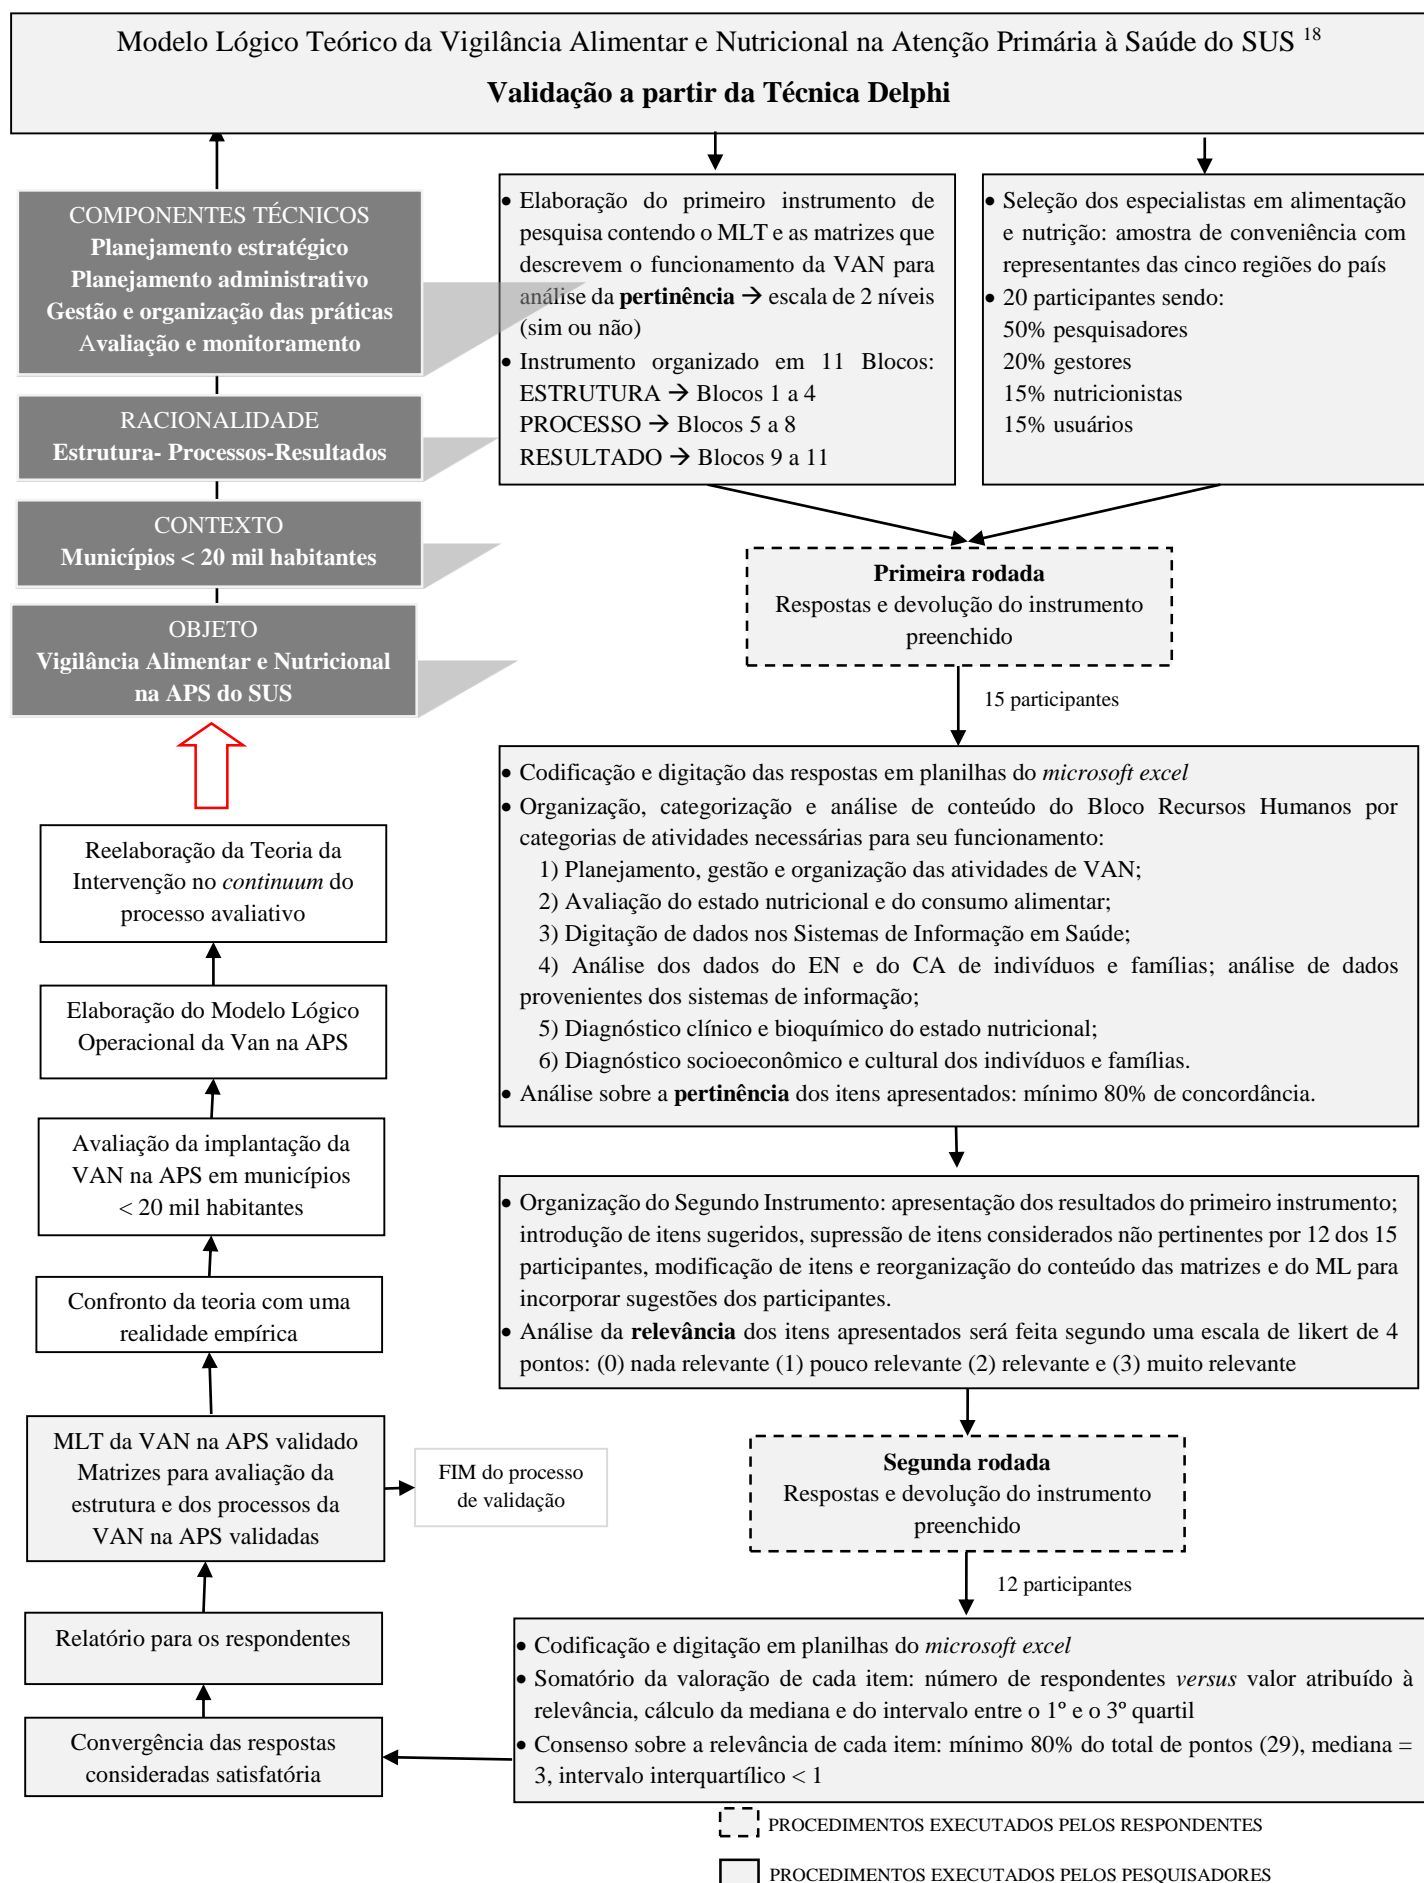 Modelo Lógico Teórico da Vigilância Alimentar e Nutricional na Atenção Primária à Saúde do SUS 18
Validação a partir da Técnica Delphi
COMPONENTES TÉCNICOS
Planejamento estratégico
Planejamento administrativo
Gestão e organização das práticas
Avaliação e monitoramento
RACIONALIDADE
Estrutura- Processos-Resultados
CONTEXTO
Municípios < 20 mil habitantes
OBJETO
Vigilância Alimentar e Nutricional
na APS do SUS
• Elaboração do primeiro instrumento de
pesquisa contendo o MLT e as matrizes que
descrevem o funcionamento da VAN para
análise da pertinência → escala de 2 níveis
(sim ou não)
• Instrumento organizado em 11 Blocos:
ESTRUTURA → Blocos 1 a 4
PROCESSO → Blocos 5 a 8
RESULTADO → Blocos 9 a 11
• Seleção dos especialistas em alimentação
e nutrição: amostra de conveniência com
representantes das cinco regiões do país
• 20 participantes sendo:
50% pesquisadores
20% gestores
15% nutricionistas
15% usuários
Primeira rodada
Respostas e devolução do instrumento
preenchido
15 participantes
• Codificação e digitação das respostas em planilhas do microsoft excel
• Organização, categorização e análise de conteúdo do Bloco Recursos Humanos por
categorias de atividades necessárias para seu funcionamento:
1) Planejamento, gestão e organização das atividades de VAN;
2) Avaliação do estado nutricional e do consumo alimentar;
3) Digitação de dados nos Sistemas de Informação em Saúde;
4) Análise dos dados do EN e do CA de indivíduos e famílias; análise de dados
provenientes dos sistemas de informação;
5) Diagnóstico clínico e bioquímico do estado nutricional;
6) Diagnóstico socioeconômico e cultural dos indivíduos e famílias.
• Análise sobre a pertinência dos itens apresentados: mínimo 80% de concordância.
• Organização do Segundo Instrumento: apresentação dos resultados do primeiro instrumento;
introdução de itens sugeridos, supressão de itens considerados não pertinentes por 12 dos 15
participantes, modificação de itens e reorganização do conteúdo das matrizes e do ML para
incorporar sugestões dos participantes.
• Análise da relevância dos itens apresentados será feita segundo uma escala de likert de 4
pontos: (0) nada relevante (1) pouco relevante (2) relevante e (3) muito relevante
Segunda rodada
Respostas e devolução do instrumento
preenchido
12 participantes
• Codificação e digitação em planilhas do microsoft excel
• Somatório da valoração de cada item: número de respondentes versus valor atribuído à
relevância, cálculo da mediana e do intervalo entre o 1º e o 3º quartil
• Consenso sobre a relevância de cada item: mínimo 80% do total de pontos (29), mediana =
3, intervalo interquartílico < 1
Convergência das respostas
consideradas satisfatória
Relatório para os respondentes
MLT da VAN na APS validado
Matrizes para avaliação da
estrutura e dos processos da
VAN na APS validadas
FIM do processo
de validação
Confronto da teoria com uma
realidade empírica
Avaliação da implantação da
VAN na APS em municípios
< 20 mil habitantes
Elaboração do Modelo Lógico
Operacional da Van na APS
Reelaboração da Teoria da
Intervenção no continuum do
processo avaliativo
PROCEDIMENTOS EXECUTADOS PELOS RESPONDENTES
PROCEDIMENTOS EXECUTADOS PELOS PESQUISADORES